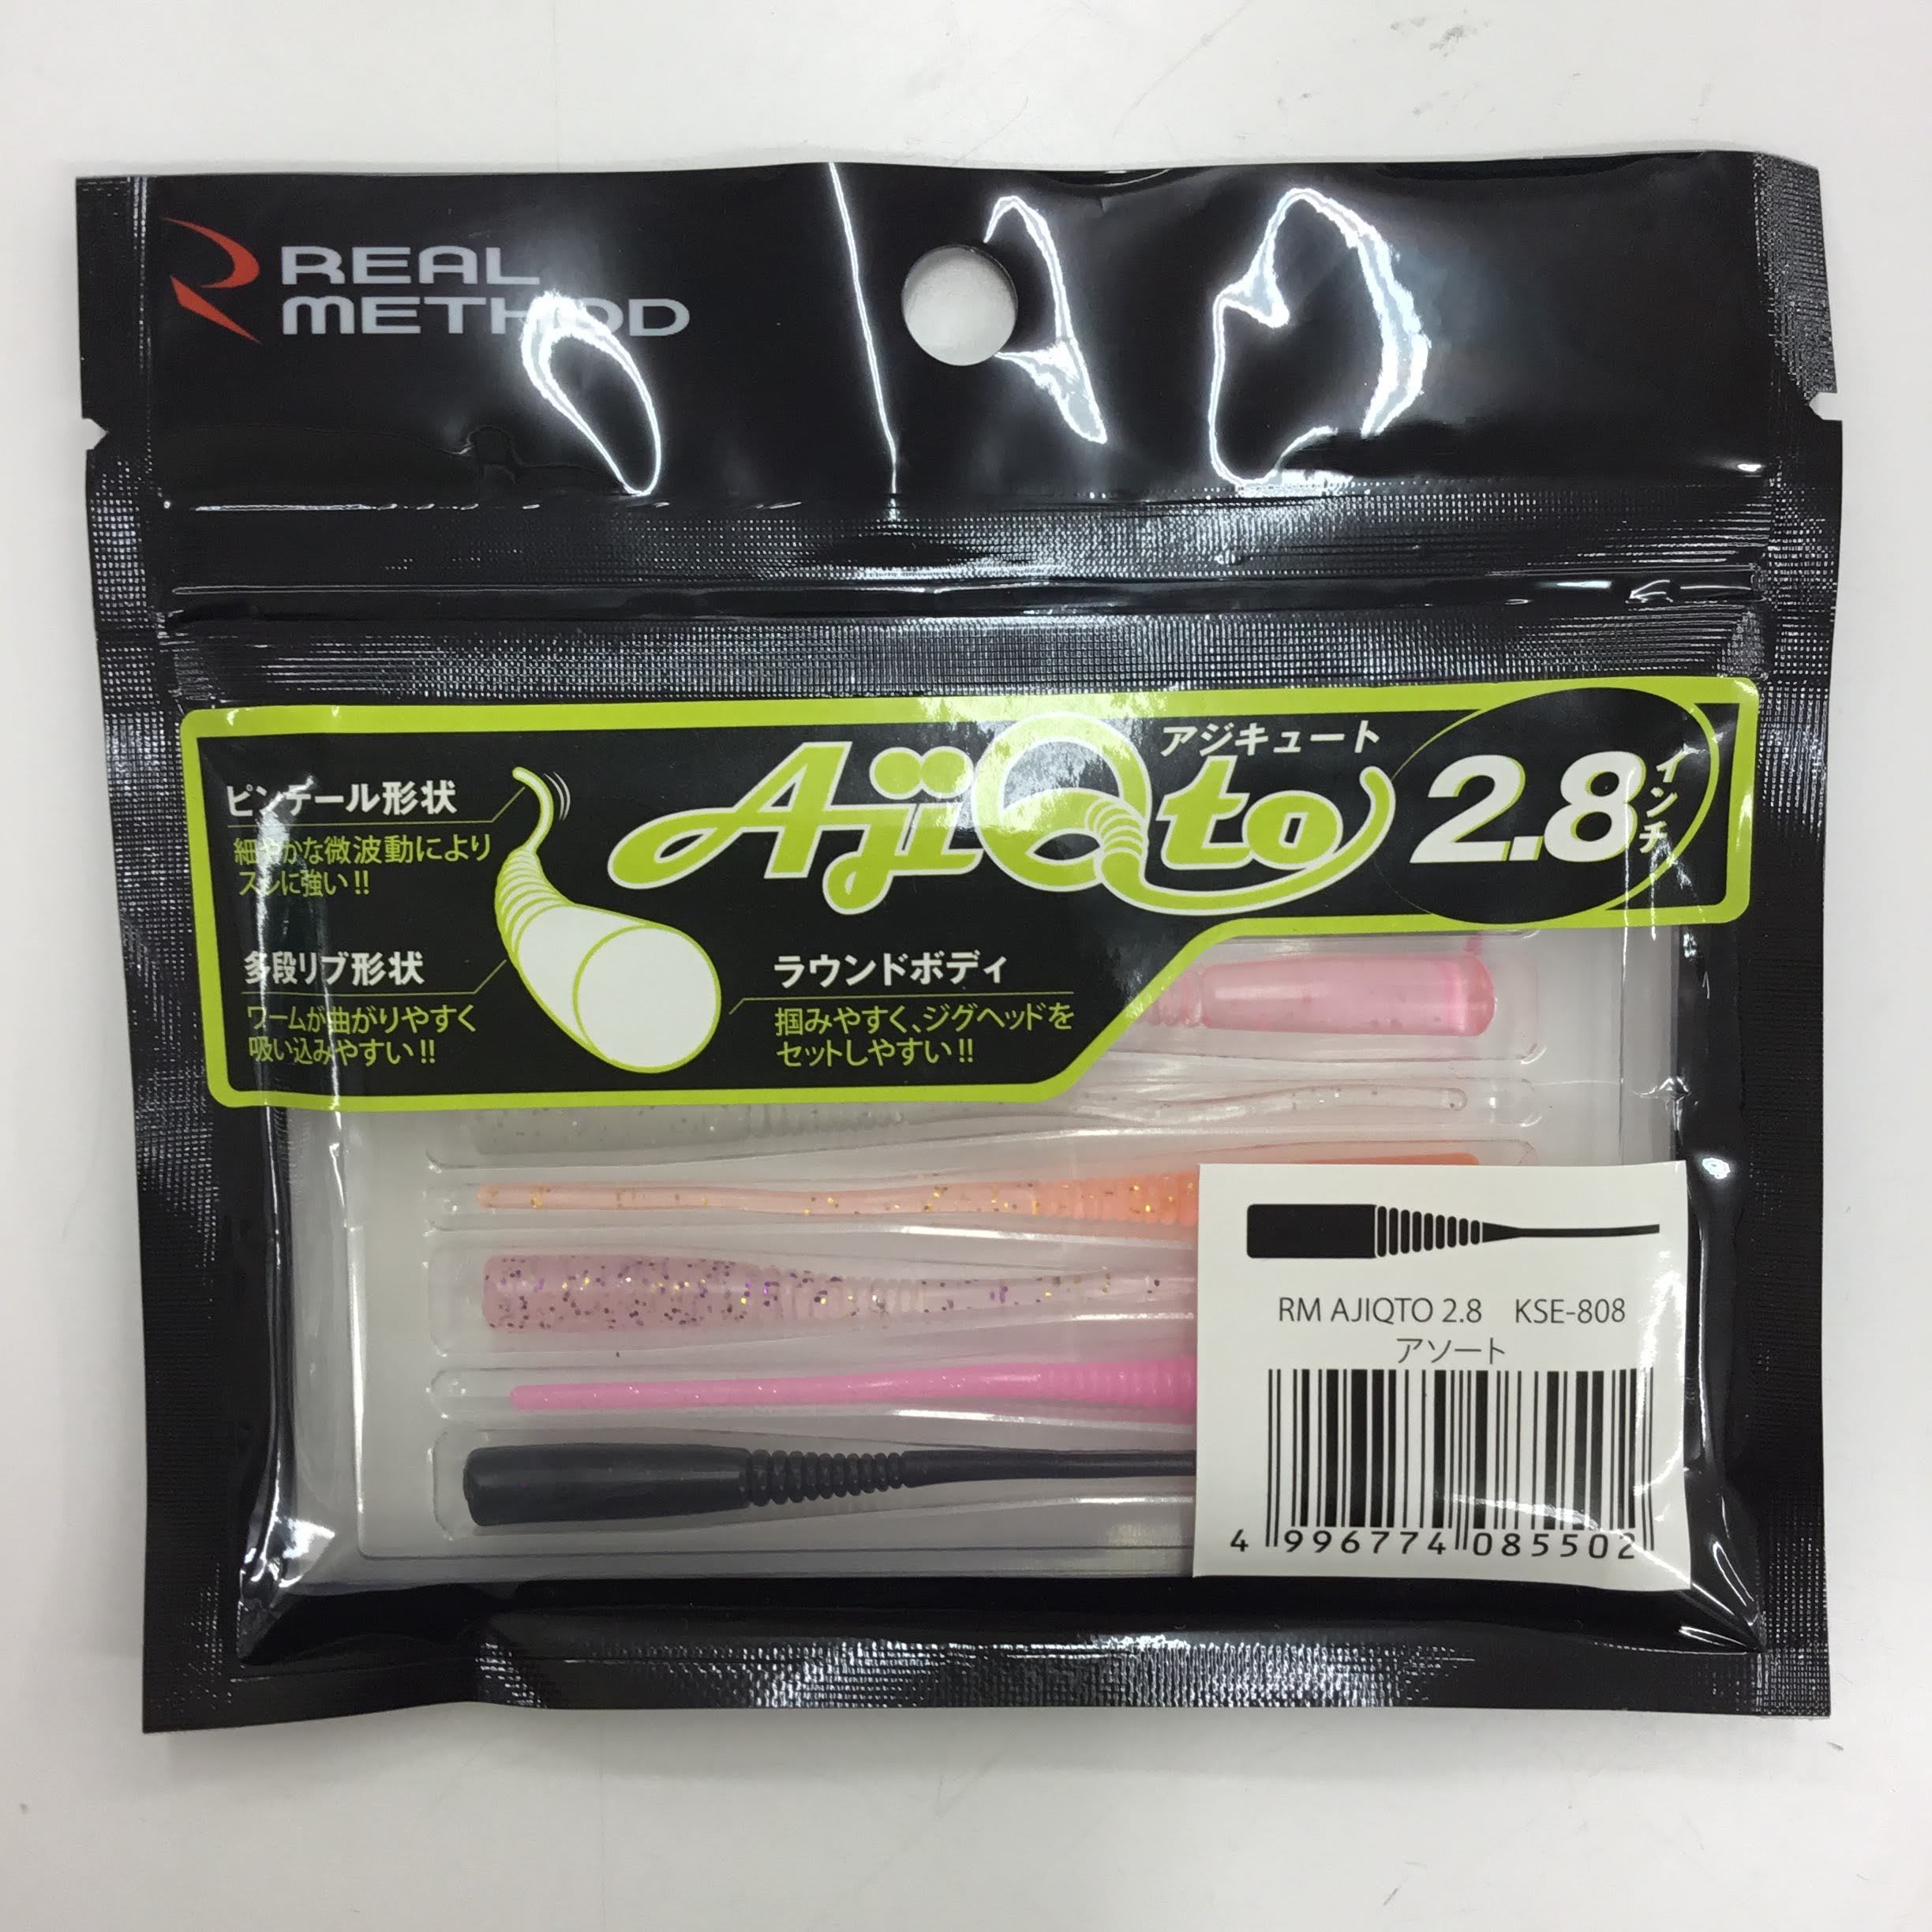 REAL
METHOD
アジキュート
AjiQto 2.8 インチ
ピンテール形状
細やかな微波動により
スレに強い!!
多段リブ形状
ワームが曲がりやすく
吸い込みやすい!!
ラウンドボディ
掴みやすく、ジグヘッドを
セットしやすい!!
RM AJIQTO 2.8 KSE-808
アソート
4 996774 085502